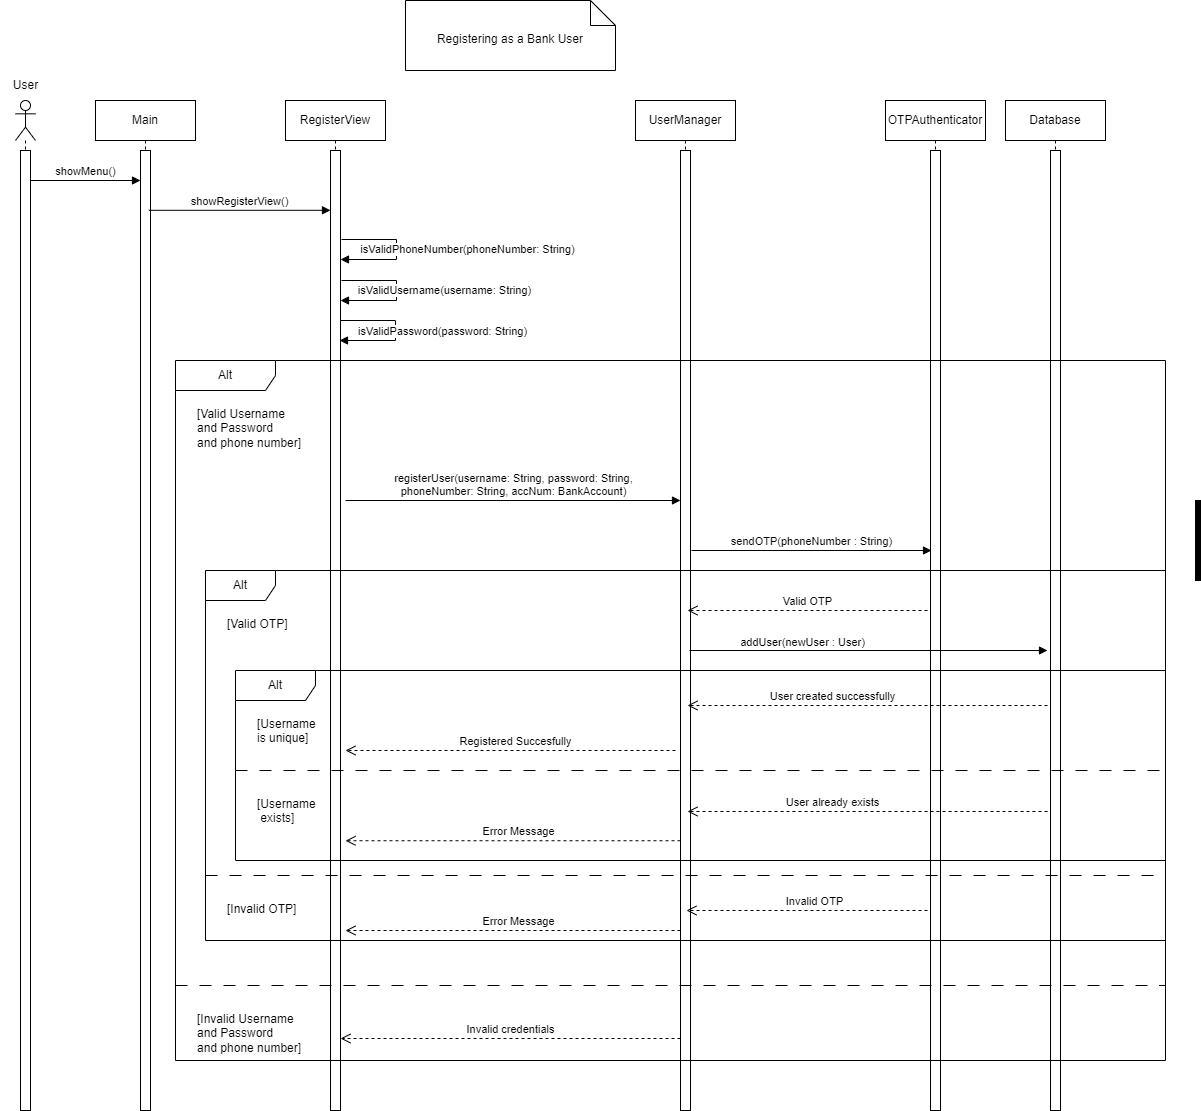 Registering as a Bank User
User
Main
RegisterView
UserManager
OTPAuthenticator
Database
showMenu()
showRegisterView()
isValidPhoneNumber(phoneNumber: String)
isValidUsername(username: String)
isValidPassword(password: String)
Alt
[Valid Username
and Password
and phone number]
registerUser(username: String, password: String,
phoneNumber: String, accNum: BankAccount)
sendOTP(phoneNumber : String)
Alt
Valid OTP
[Valid OTP]
addUser(newUser : User)
Alt
User created successfully
[Username
is unique]
Registered Succesfully
[Username
exists]
User already exists
Error Message
[Invalid OTP]
Invalid OTP
Error Message
[Invalid Username
and Password
and phone number]
Invalid credentials